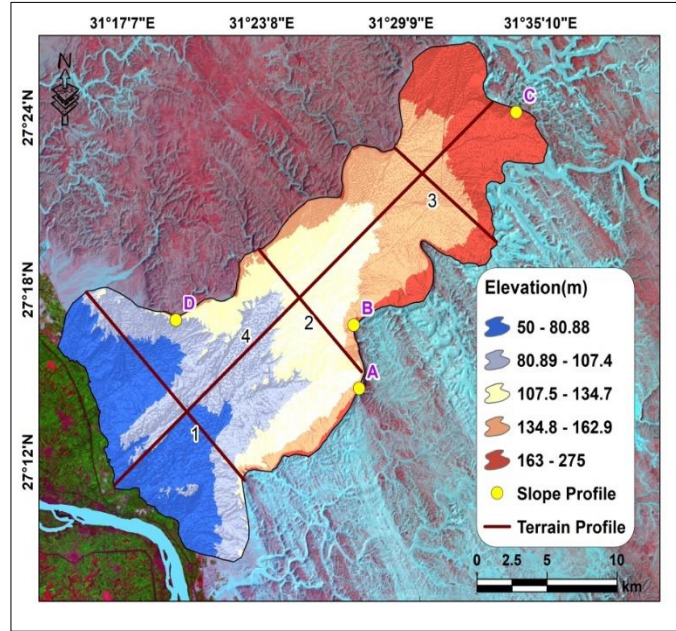 31°17'7"E 31°23'8"E 31°29'9"E 31°35'10"E
N
27°24'N
27°18'N
27°12'N
C
3
D
B
2
4
A
1
Elevation(m)
50 - 80.88
80.89 - 107.4
107.5 - 134.7
134.8 - 162.9
163 - 275
Slope Profile
Terrain Profile
0 2.5 5 10
km